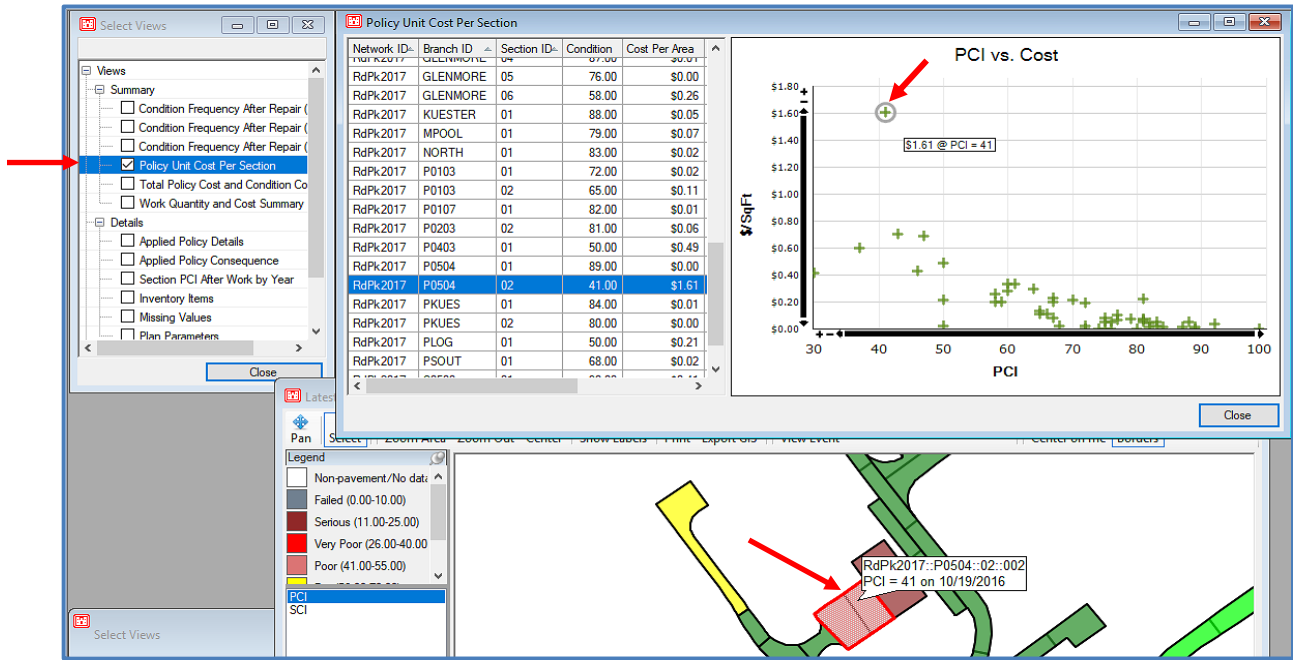 Select Views
Views
Summary
Condition Frequency After Repair (
Condition Frequency After Repair (
Condition Frequency After Repair (
Policy Unit Cost Per Section
Total Policy Cost and Condition Co
Work Quantity and Cost Summary
Details
Applied Policy Details
Applied Policy Consequence
Section PCI After Work by Year
Inventory Items
Missing Values
Plan Parameters
Close
Policy Unit Cost Per Section
Network ID Branch ID Section ID Condition Cost Per Area
RdPk2017 GLENMORE 04 87.00 $0.01
RdPk2017 GLENMORE 05 76.00 $0.00
RdPk2017 GLENMORE 06 58.00 $0.26
RdPk2017 KUESTER 01 88.00 $0.05
RdPk2017 MPOOL 01 79.00 $0.07
RdPk2017 NORTH 01 83.00 $0.02
RdPk2017 P0103 01 72.00 $0.02
RdPk2017 P0103 02 65.00 $0.11
RdPk2017 P0107 01 82.00 $0.01
RdPk2017 P0203 02 81.00 $0.06
RdPk2017 P0403 01 50.00 $0.49
RdPk2017 P0504 01 89.00 $0.00
RdPk2017 P0504 02 41.00 $1.61
RdPk2017 PKUES 01 84.00 $0.01
RdPk2017 PKUES 02 80.00 $0.00
RdPk2017 PLOG 01 50.00 $0.21
RdPk2017 PSOUT 01 68.00 $0.02
PCI vs. Cost
$1.80
$1.60
$1.40
$1.20
$1.00
$0.80
$0.60
$0.40
$0.20
$0.00
$/SqFt
$1.61 @ PCI = 41
30 40 50 60 70 80 90 100
PCI
Close
Latest
Pan Select Zoom Area Zoom Out Center Show Labels Print Export GIS View Event Center on me Borders
Legend
Non-pavement/No data
Failed (0.00-10.00)
Serious (11.00-25.00)
Very Poor (26.00-40.00
Poor (41.00-55.00)
PCI
SCI
RdPk2017::P0504::02::002
PCI = 41 on 10/19/2016
Select Views